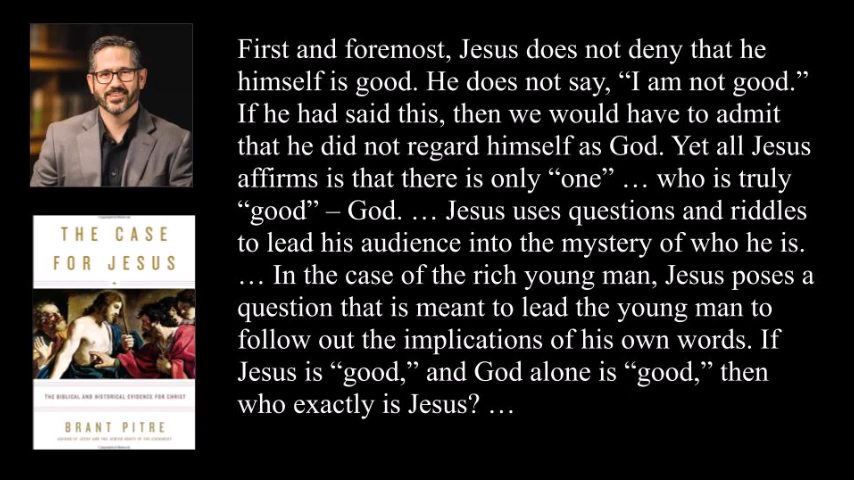 First and foremost, Jesus does not deny that he
himself is good. He does not say, “I am not good.”
If he had said this, then we would have to admit
that he did not regard himself as God. Yet all Jesus
affirms is that there is only “one” … who is truly
“good” – God. … Jesus uses questions and riddles
to lead his audience into the mystery of who he is.
… In the case of the rich young man, Jesus poses a
question that is meant to lead the young man to
follow out the implications of his own words. If
Jesus is “good,” and God alone is “good,” then
who exactly is Jesus? …
THE CASE
FOR JESUS
THE BIBLICAL AND HISTORICAL EVIDENCE FOR CHRIST
BRANT PITRE